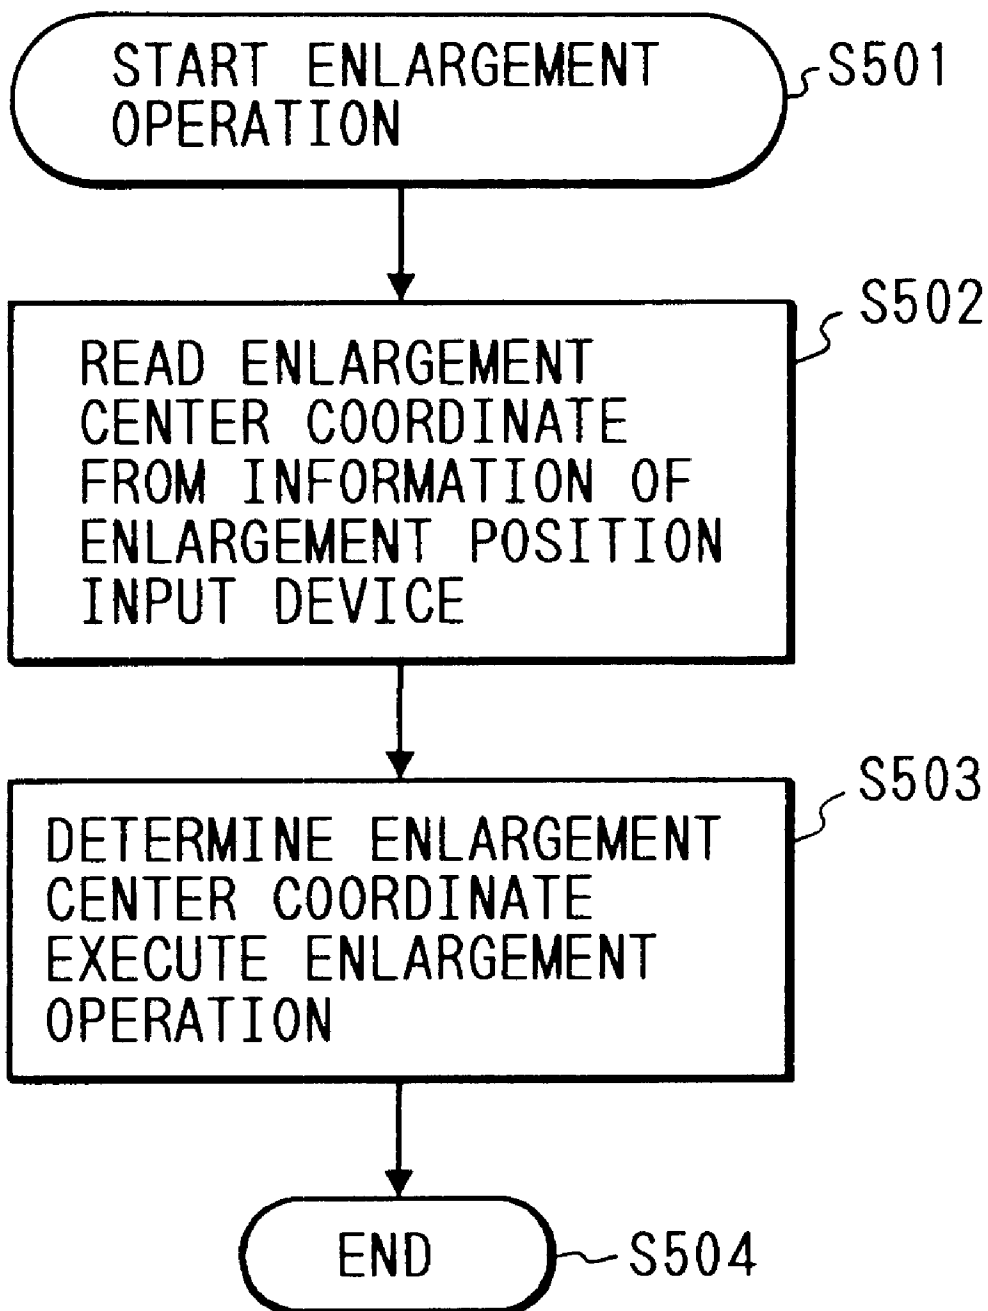 START ENLARGEMENT
OPERATION
S501
S502
READ ENLARGEMENT
CENTER COORDINATE
FROM INFORMATION OF
ENLARGEMENT POSITION
INPUT DEVICE
S503
DETERMINE ENLARGEMENT
CENTER COORDINATE
EXECUTE ENLARGEMENT
OPERATION
END
S504